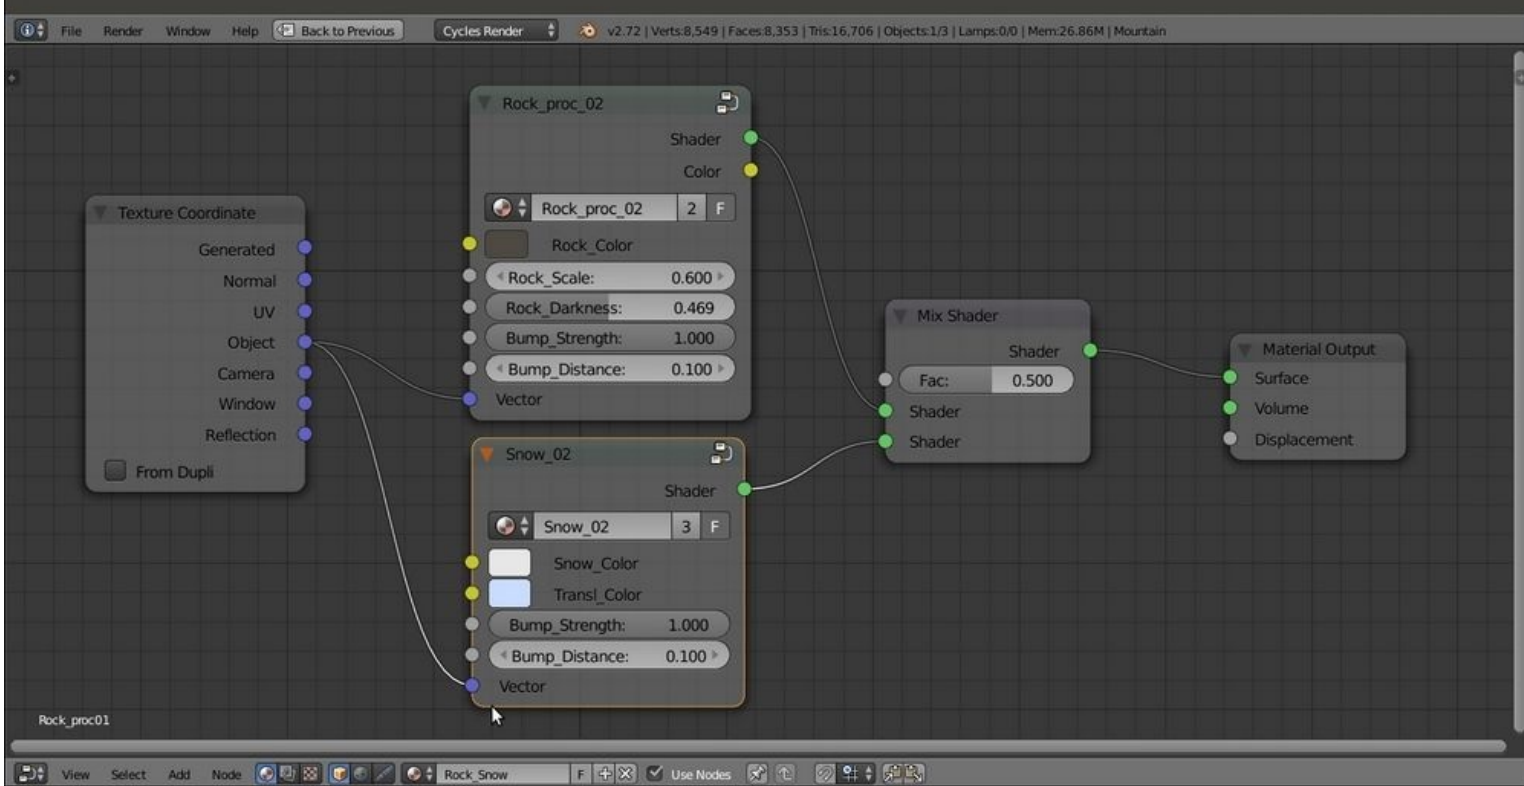 File Render Window Help Back to Previous Cycles Render v2.72 | Verts:8,549 | Faces:8,353 | Tris:16,706 | Objects:1/3 | Lamps:0/0 | Mem:26.86M | Mountain
Texture Coordinate
Generated
Normal
UV
Object
Camera
Window
Reflection
From Dupli
Rock_proc_02
Shader
Color
Rock_proc_02 2 F
Rock_Color
Rock_Scale: 0.600
Rock_Darkness: 0.469
Bump_Strength: 1.000
Bump_Distance: 0.100
Vector
Snow_02
Shader
Snow_02 3 F
Snow_Color
Transl_Color
Bump_Strength: 1.000
Bump_Distance: 0.100
Vector
Mix Shader
Shader
Fac: 0.500
Shader
Shader
Material Output
Surface
Volume
Displacement
Rock_proc01
View Select Add Node Rock_Snow F Use Nodes